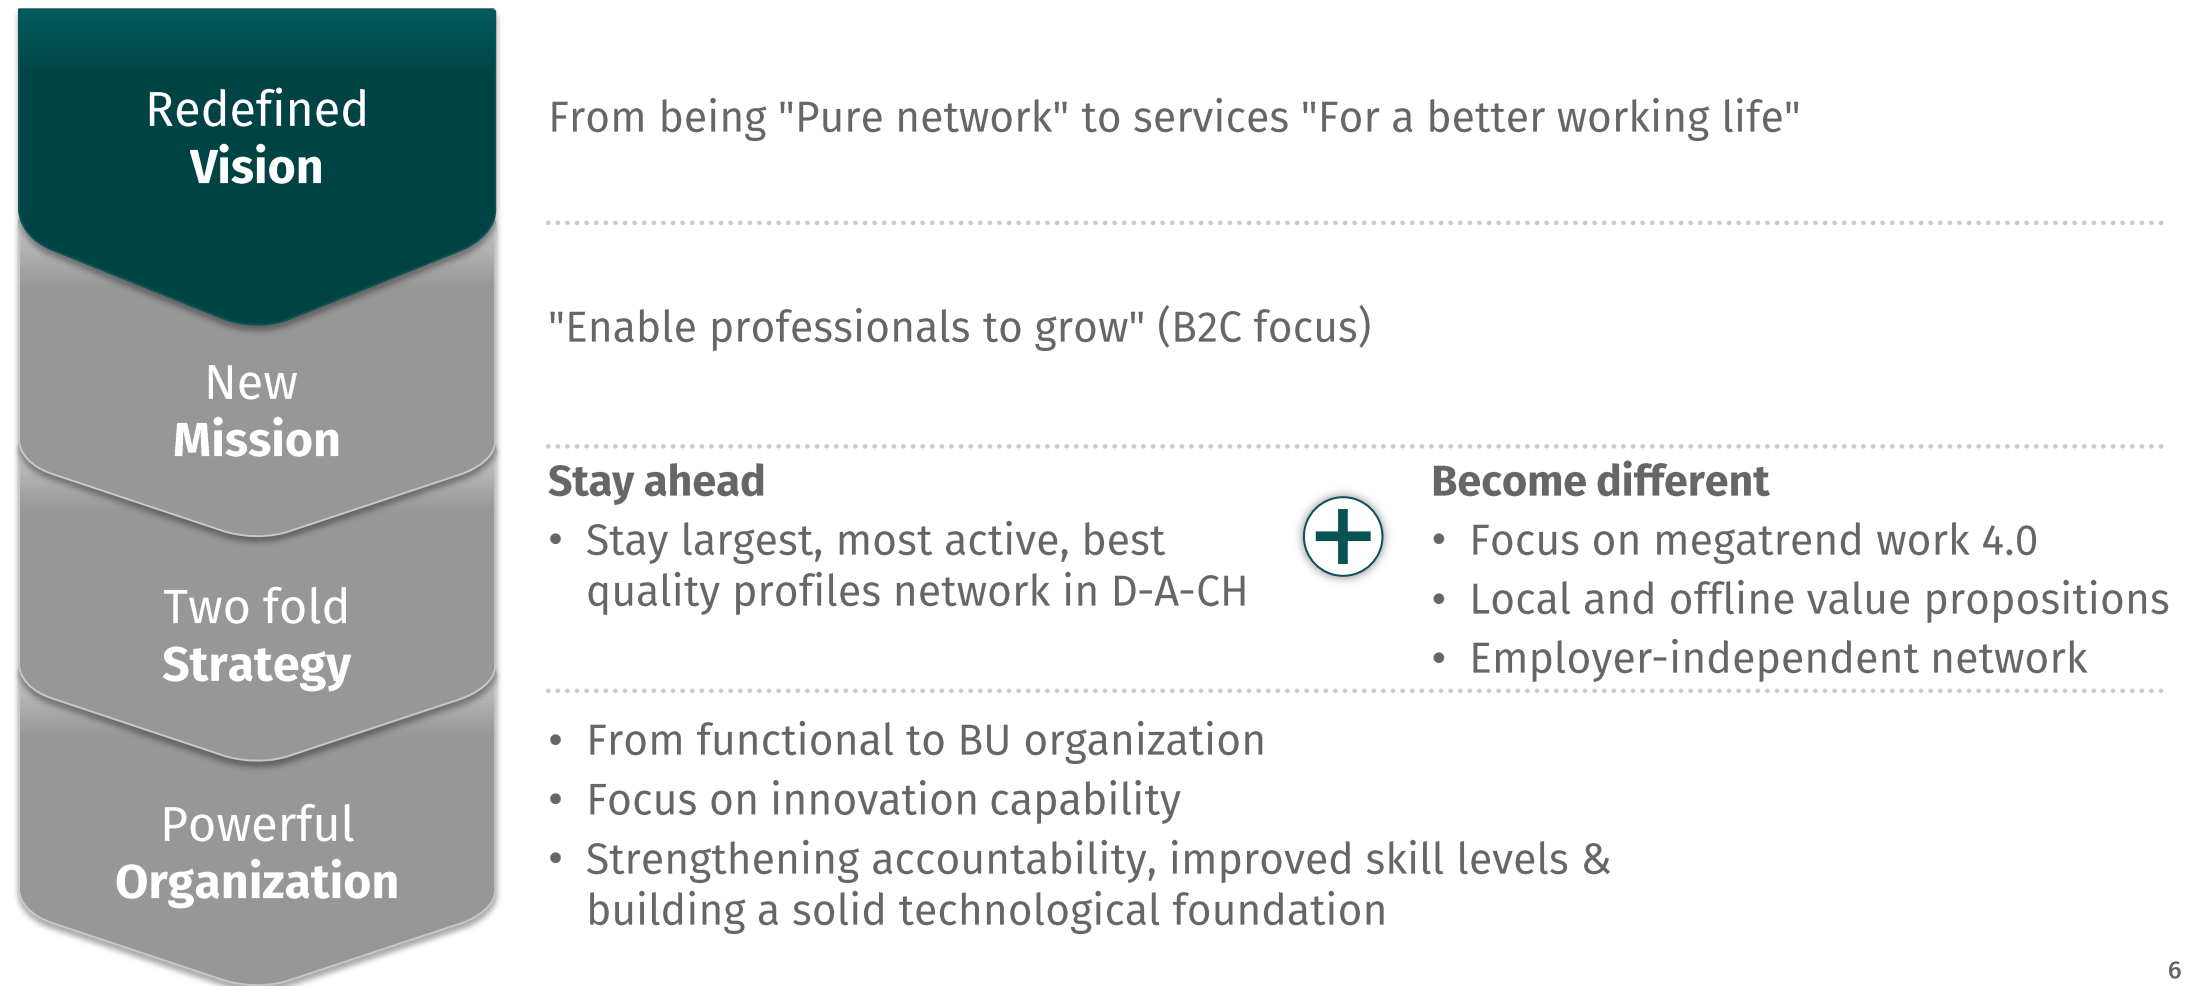 Redefined
Vision
From being "Pure network" to services "For a better working life"
New
Mission
"Enable professionals to grow" (B2C focus)
Two fold
Strategy
Stay ahead
• Stay largest, most active, best
quality profiles network in D-A-CH
+
Become different
• Focus on megatrend work 4.0
• Local and offline value propositions
• Employer-independent network
Powerful
Organization
• From functional to BU organization
• Focus on innovation capability
• Strengthening accountability, improved skill levels &
building a solid technological foundation
6